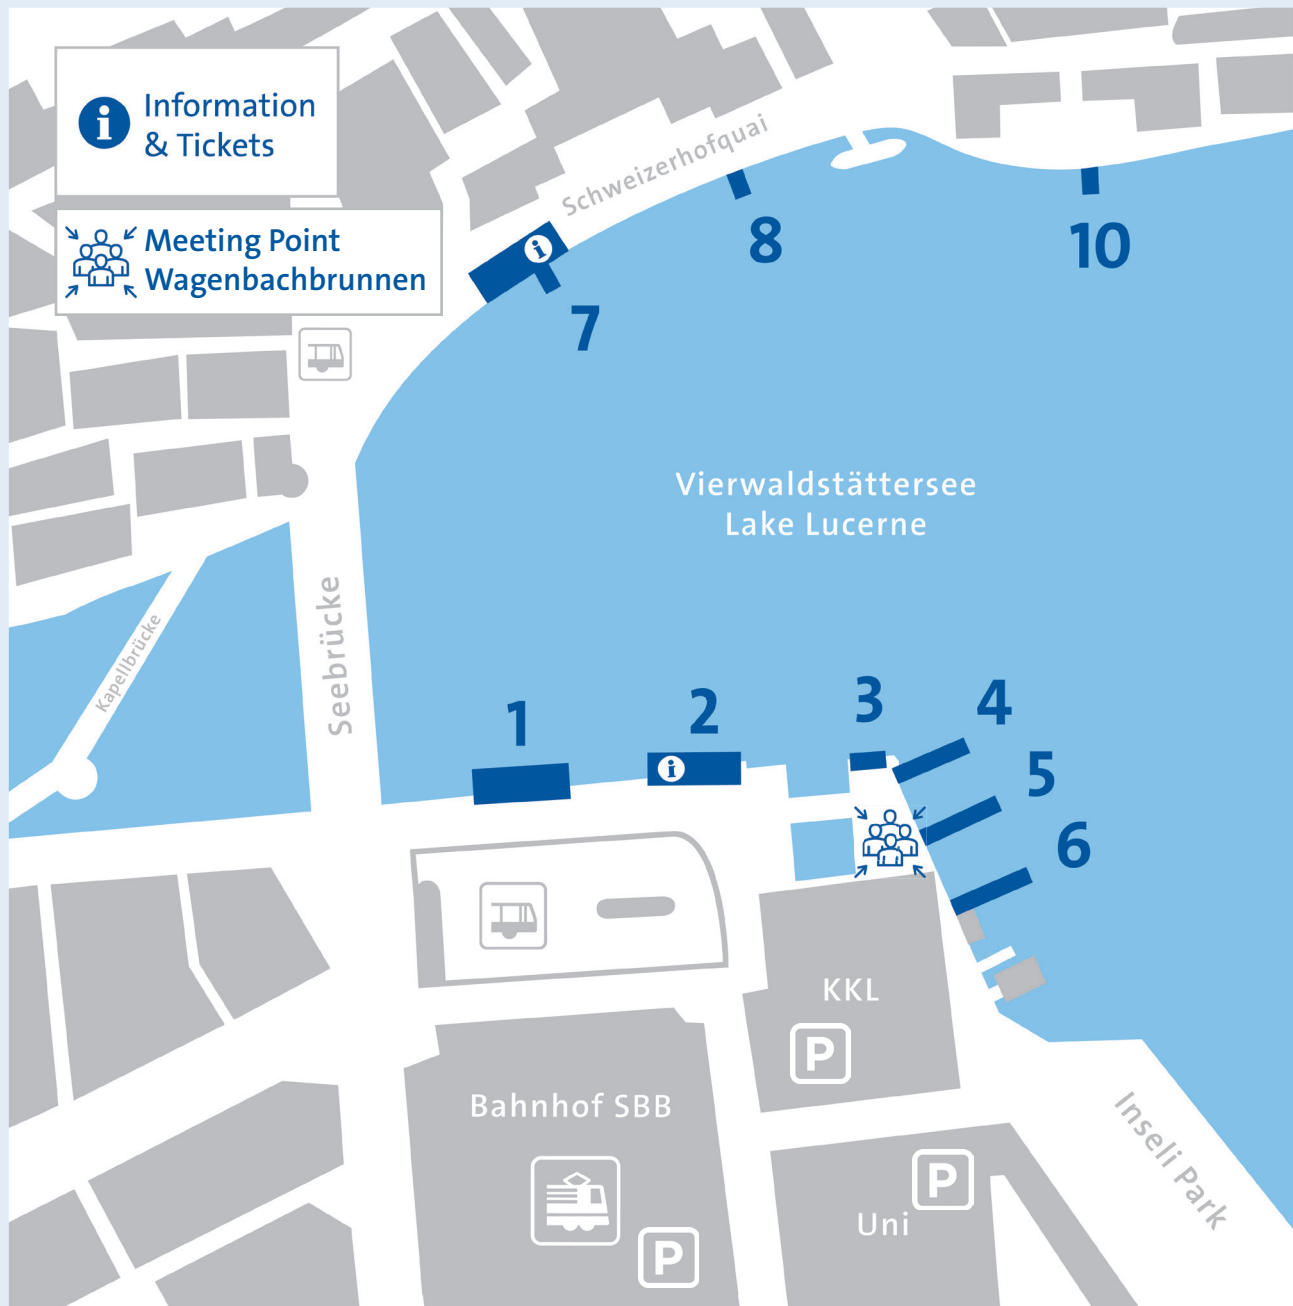 Information
& Tickets
Meeting Point
Wagenbachbrunnen
Schweizerhofquai
8
10
7
Vierwaldstättersee
Lake Lucerne
Seebrücke
Kapellbrücke
1
2
3
4
5
6
KKL
P
Bahnhof SBB
Inseli Park
P
Uni
P